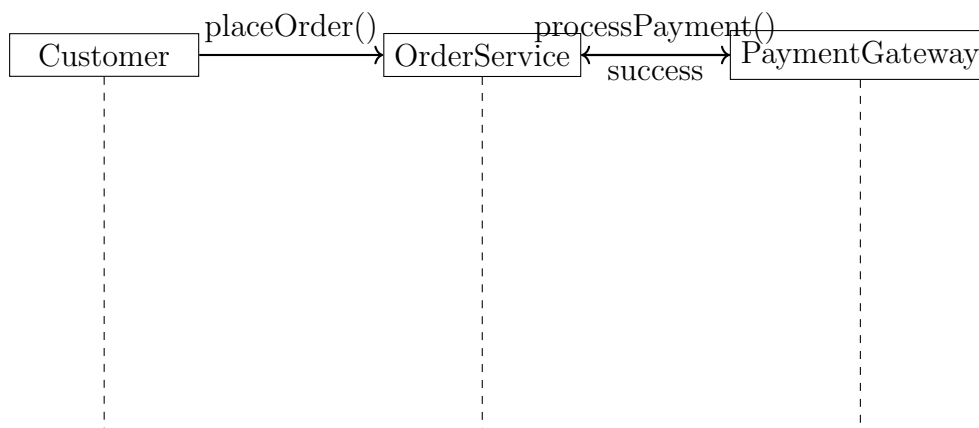 placeOrder()
processPayment()
Customer
OrderService
PaymentGateway
success